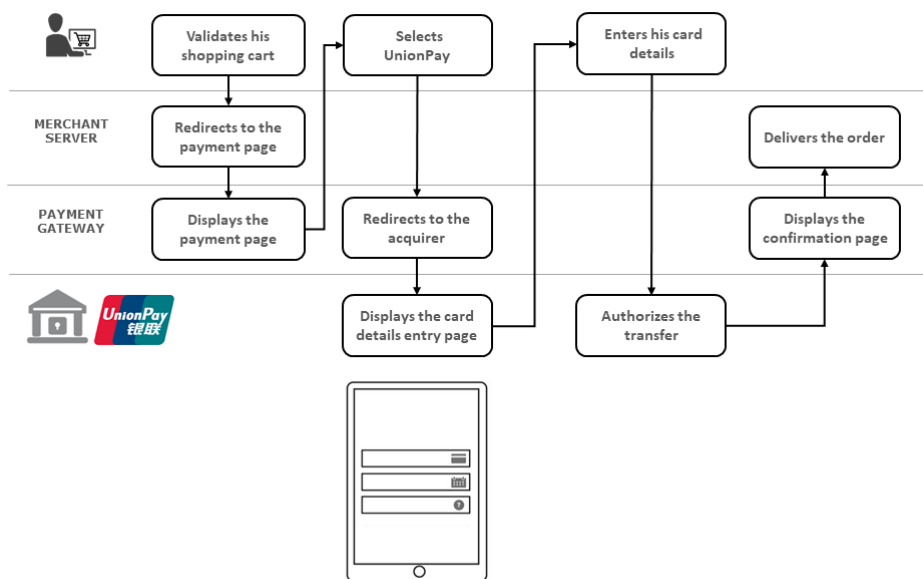 Validates his
shopping cart
Selects
UnionPay
Enters his card
details
MERCHANT
SERVER
Redirects to the
payment page
Delivers the order
PAYMENT
GATEWAY
Displays the
payment page
Redirects to the
acquirer
Displays the
confirmation page
UnionPay
银联
Displays the card
details entry page
Authorizes the
transfer
?